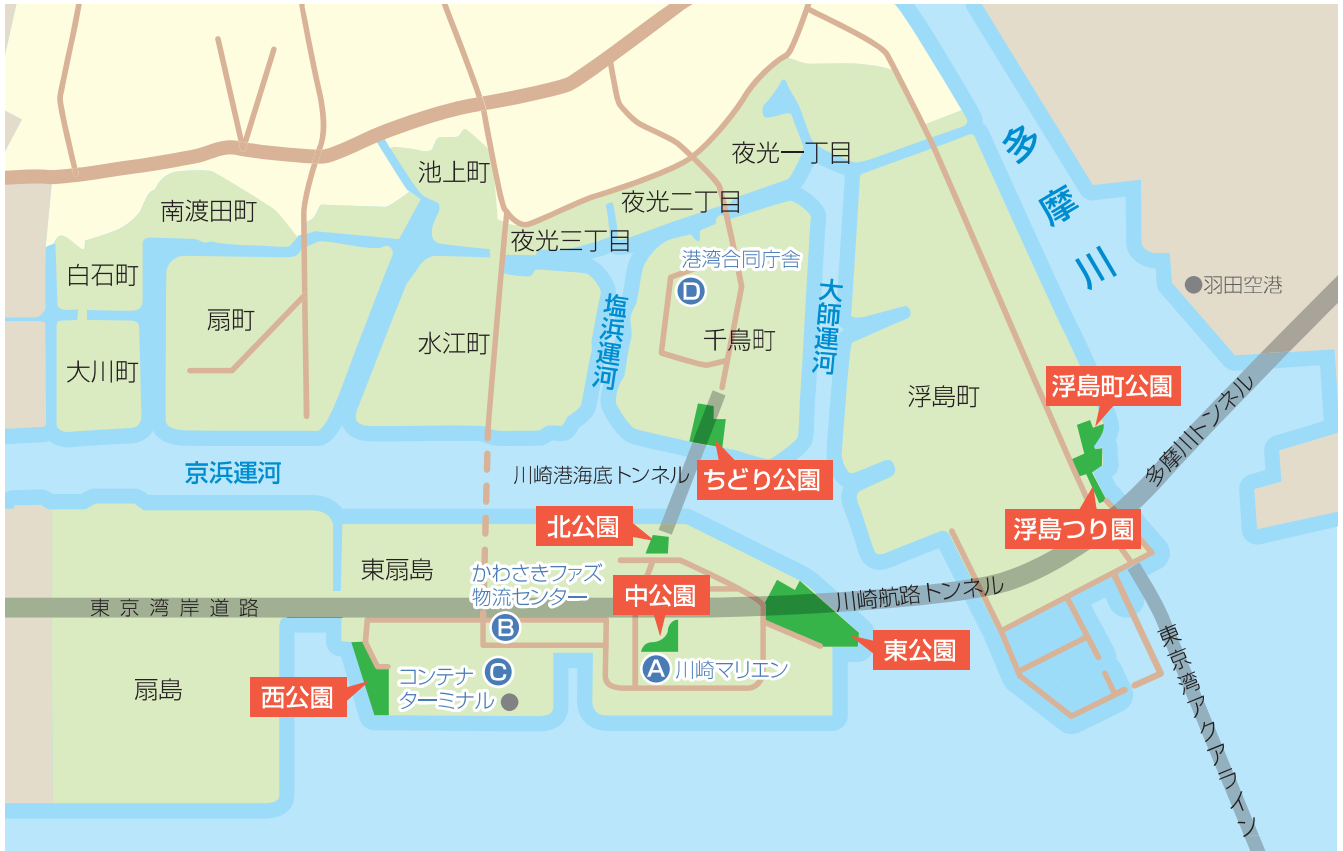 多摩川
夜光一丁目
池上町
夜光二丁目
南渡田町
夜光三丁目
港湾合同庁舎
D
白石町
羽田空港
大師運河
塩浜運河
扇町
千鳥町
水江町
大川町
浮島町
浮島町公園
多摩川トンネル
京浜運河
川崎港海底トンネル
ちどり公園
北公園
浮島つり園
東扇島
かわさきファズ
物流センター
B
中公園
川崎航路トンネル
東京湾岸道路
東公園
東京湾アクアライン
A
川崎マリエン
コンテナ
ターミナル
C
扇島
西公園